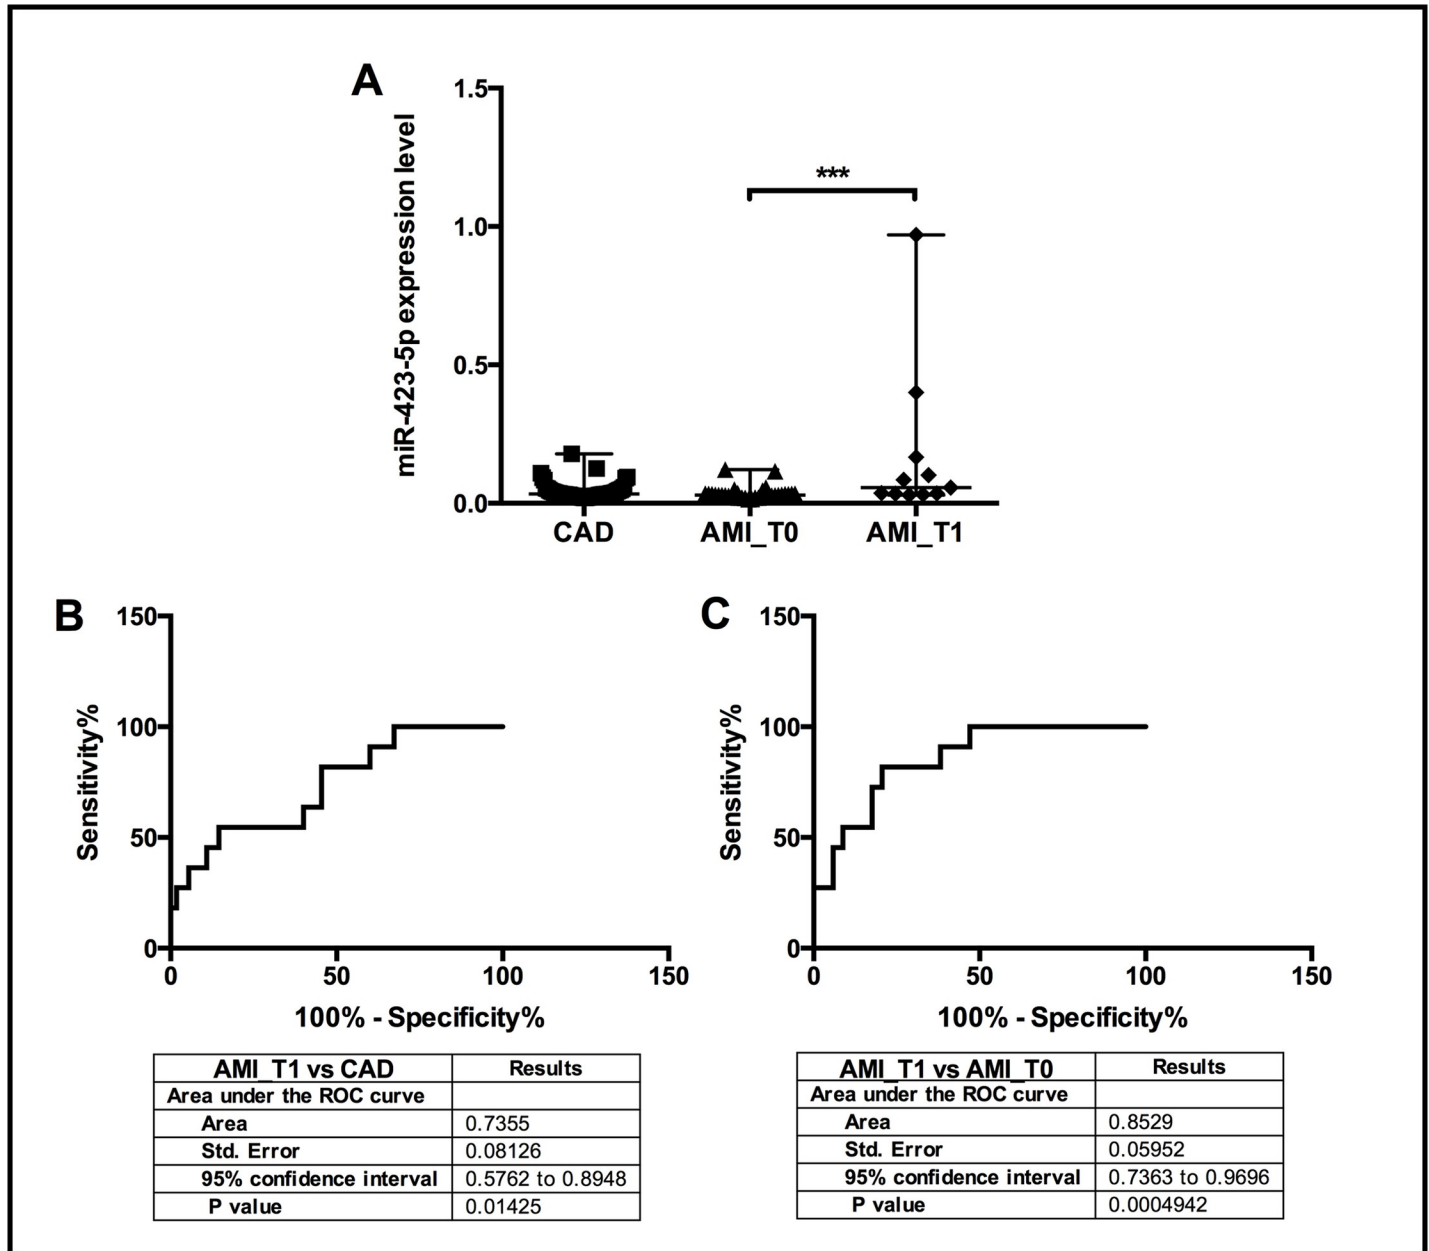 A
miR-423-5p expression level
1.5
1.0
0.5
0.0
***
CAD AMI_T0 AMI_T1
B
Sensitivity%
150
100
50
0
0 50 100 150
100% - Specificity%
AMI_T1 vs CAD Results
Area under the ROC curve
Area 0.7355
Std. Error 0.08126
95% confidence interval 0.5762 to 0.8948
P value 0.01425
C
Sensitivity%
150
100
50
0
0 50 100 150
100% - Specificity%
AMI_T1 vs AMI_T0 Results
Area under the ROC curve
Area 0.8529
Std. Error 0.05952
95% confidence interval 0.7363 to 0.9696
P value 0.0004942